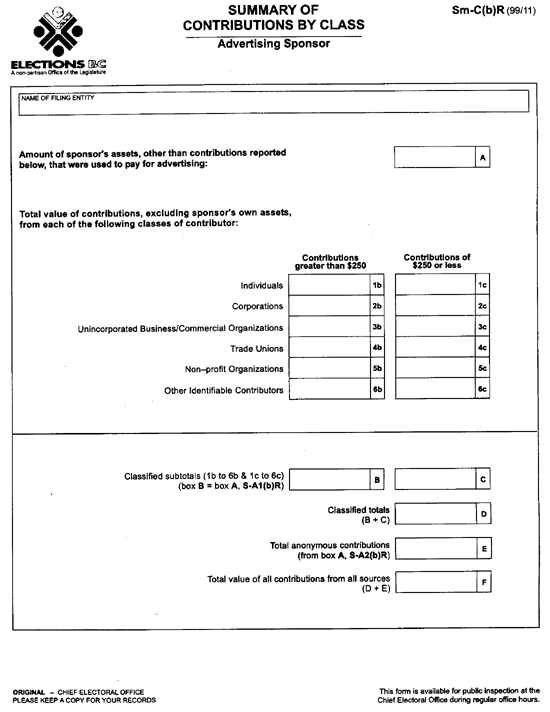 SUMMARY OF
CONTRIBUTIONS BY CLASS
Advertising Sponsor
Sm-C(b)R (99/11)
ELECTIONS BC
A non-partisan Office of the Legislature
NAME OF FILING ENTITY
Amount of sponsor's assets, other than contributions reported
below, that were used to pay for advertising:
A
Total value of contributions, excluding sponsor's own assets,
from each of the following classes of contributor:
Contributions
greater than $250
Contributions of
$250 or less
Individuals 1b 1c
Corporations 2b 2c
Unincorporated Business/Commercial Organizations 3b 3c
Trade Unions 4b 4c
Non-profit Organizations 5b 5c
Other Identifiable Contributors 6b 6c
Classified subtotals (1b to 6b & 1c to 6c)
(box B = box A, S-A1(b)R)
B C
Classified totals
(B + C)
D
Total anonymous contributions
(from box A, S-A2(b)R)
E
Total value of all contributions from all sources
(D + E)
F
ORIGINAL – CHIEF ELECTORAL OFFICE
PLEASE KEEP A COPY FOR YOUR RECORDS
This form is available for public inspection at the
Chief Electoral Office during regular office hours.